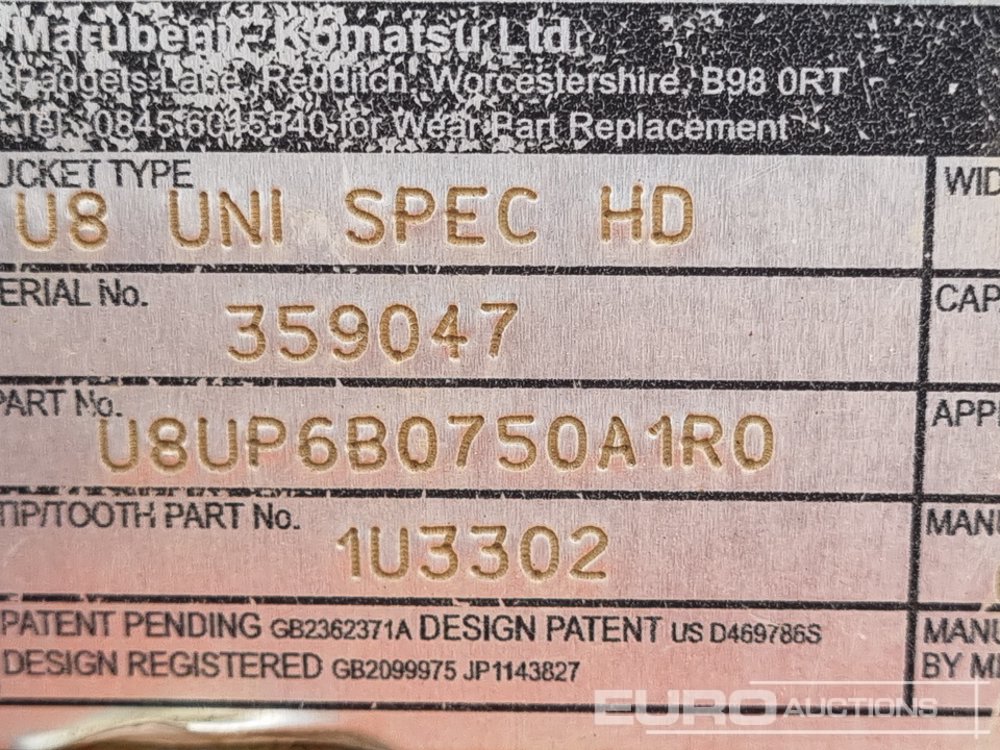 Marubeni-Komatsu Ltd.
Padgets Lane, Redditch, Worcestershire, B98 0RT
Tel: 0845 6015540 for Wear Part Replacement
UCKET TYPE WID
U8 UNI SPEC HD
ERIAL No. CAP
359047
PART No. APP
U8UP6B0750A1R0
TIP/TOOTH PART No. MANU
1U3302
PATENT PENDING GB2362371A DESIGN PATENT US D469786S MANU
DESIGN REGISTERED GB2099975 JP1143827 BY M
EURO AUCTIONS